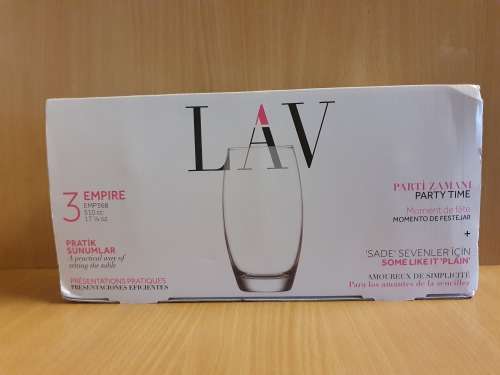 LAV
3 EMPIRE
EMP368
510 cc
17 ¼ oz
PRATİK
SUNUMLAR
A practical way of
setting the table
PRÉSENTATIONS PRATIQUES
PRESENTACIONES EFICIENTES
PARTİ ZAMANI
PARTY TIME
Moment de fête
MOMENTO DE FESTEJAR
+
'SADE' SEVENLER İÇİN
SOME LIKE IT 'PLAIN'
AMOUREUX DE SIMPLICITÉ
Para los amantes de la sencillez